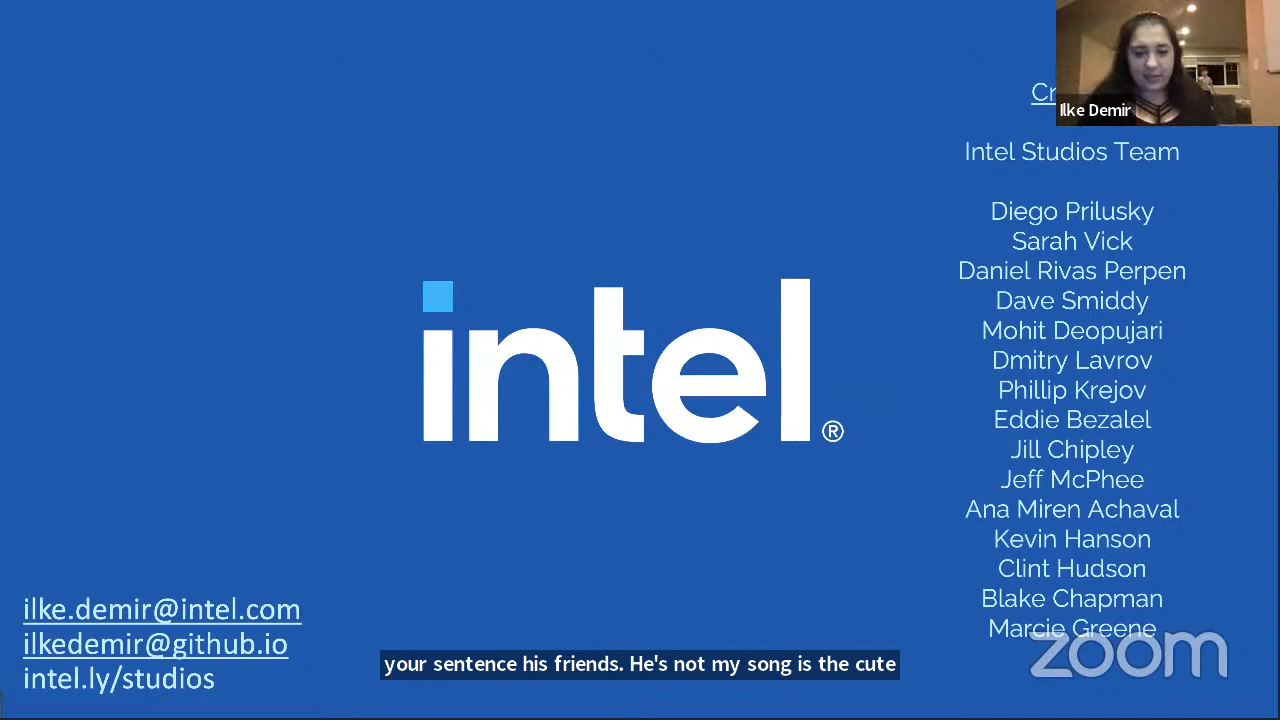 Ilke Demir
Intel Studios Team
Diego Prilusky
Sarah Vick
Daniel Rivas Perpen
Dave Smiddy
Mohit Deopujari
Dmitry Lavrov
Phillip Krejov
Eddie Bezalel
Jill Chipley
Jeff McPhee
Ana Miren Achaval
Kevin Hanson
Clint Hudson
Blake Chapman
Marcie Greene
intel®
ilke.demir@intel.com
ilkedemir@github.io
intel.ly/studios
your sentence his friends. He's not my song is the cute
zoom